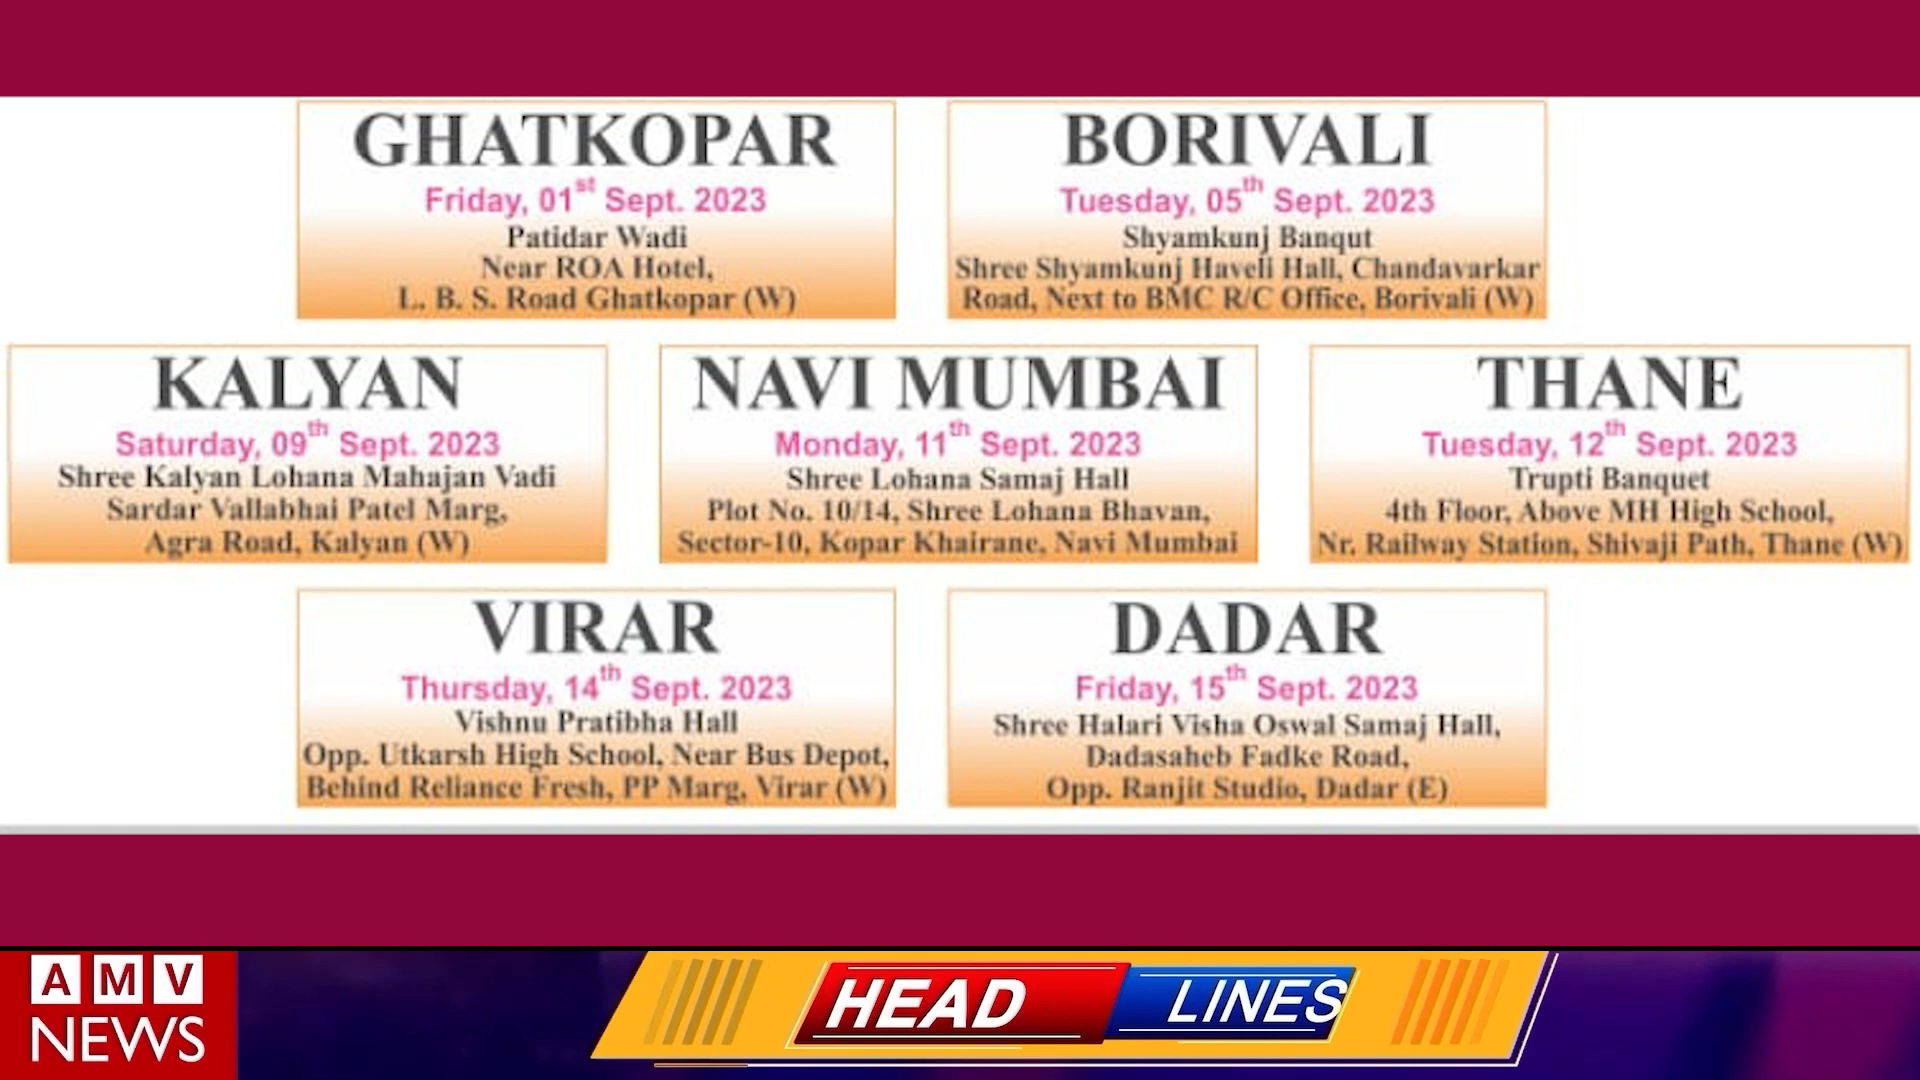 GHATKOPAR
Friday, 01st Sept. 2023
Patidar Wadi
Near ROA Hotel,
L. B. S. Road Ghatkopar (W)
BORIVALI
Tuesday, 05th Sept. 2023
Shyamkunj Banqut
Shree Shyamkunj Haveli Hall, Chandavarkar
Road, Next to BMC R/C Office, Borivali (W)
KALYAN
Saturday, 09th Sept. 2023
Shree Kalyan Lohana Mahajan Vadi
Sardar Vallabhai Patel Marg,
Agra Road, Kalyan (W)
NAVI MUMBAI
Monday, 11th Sept. 2023
Shree Lohana Samaj Hall
Plot No. 10/14, Shree Lohana Bhavan,
Sector-10, Kopar Khairane, Navi Mumbai
THANE
Tuesday, 12th Sept. 2023
Trupti Banquet
4th Floor, Above MH High School,
Nr. Railway Station, Shivaji Path, Thane (W)
VIRAR
Thursday, 14th Sept. 2023
Vishnu Pratibha Hall
Opp. Utkarsh High School, Near Bus Depot,
Behind Reliance Fresh, PP Marg, Virar (W)
DADAR
Friday, 15th Sept. 2023
Shree Halari Visha Oswal Samaj Hall,
Dadasaheb Fadke Road,
Opp. Ranjit Studio, Dadar (E)
AMV
NEWS
HEAD LINES